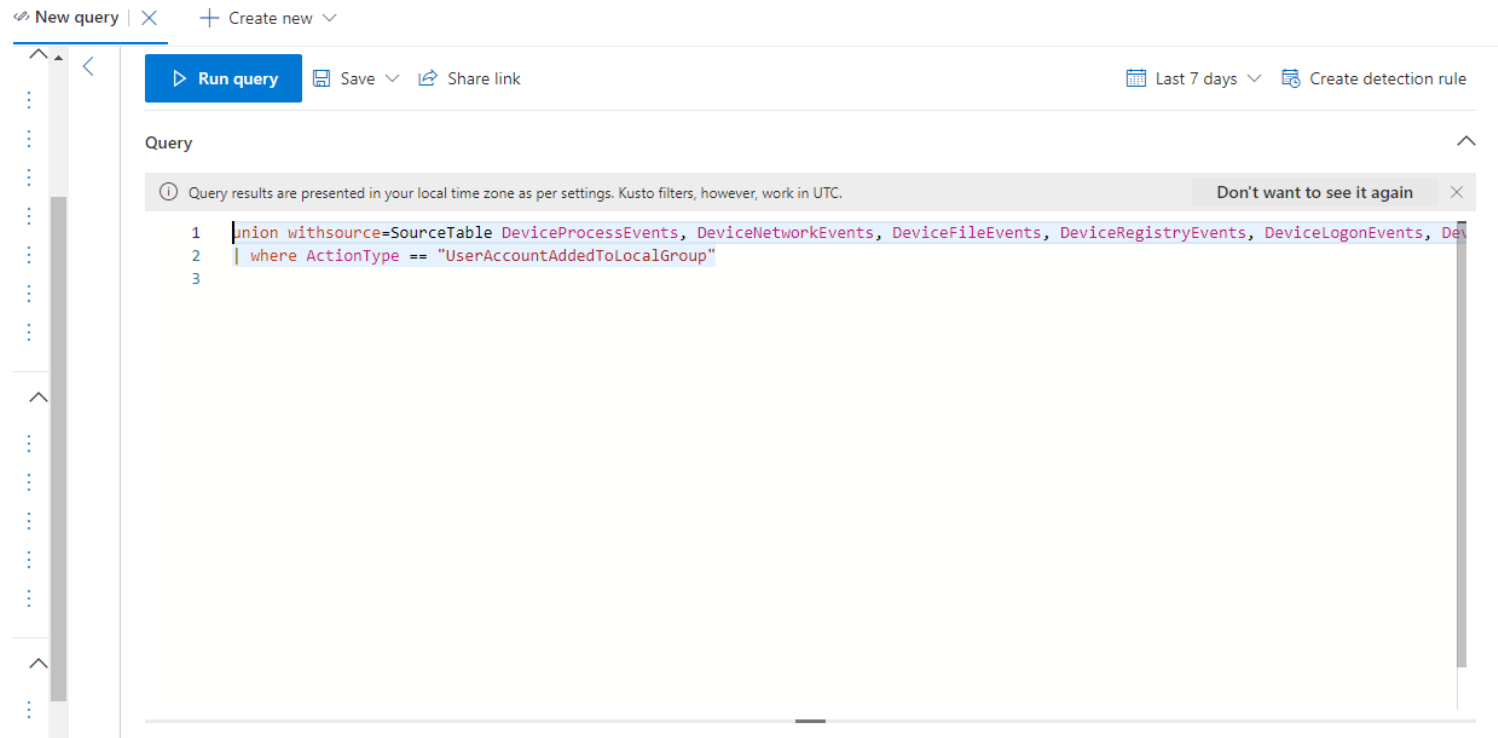 New query
Create new
Run query
Save
Share link
Last 7 days
Create detection rule
Query
Query results are presented in your local time zone as per settings. Kusto filters, however, work in UTC.
Don't want to see it again
1 union withsource=SourceTable DeviceProcessEvents, DeviceNetworkEvents, DeviceFileEvents, DeviceRegistryEvents, DeviceLogonEvents, Dev
2 | where ActionType == "UserAccountAddedToLocalGroup"
3